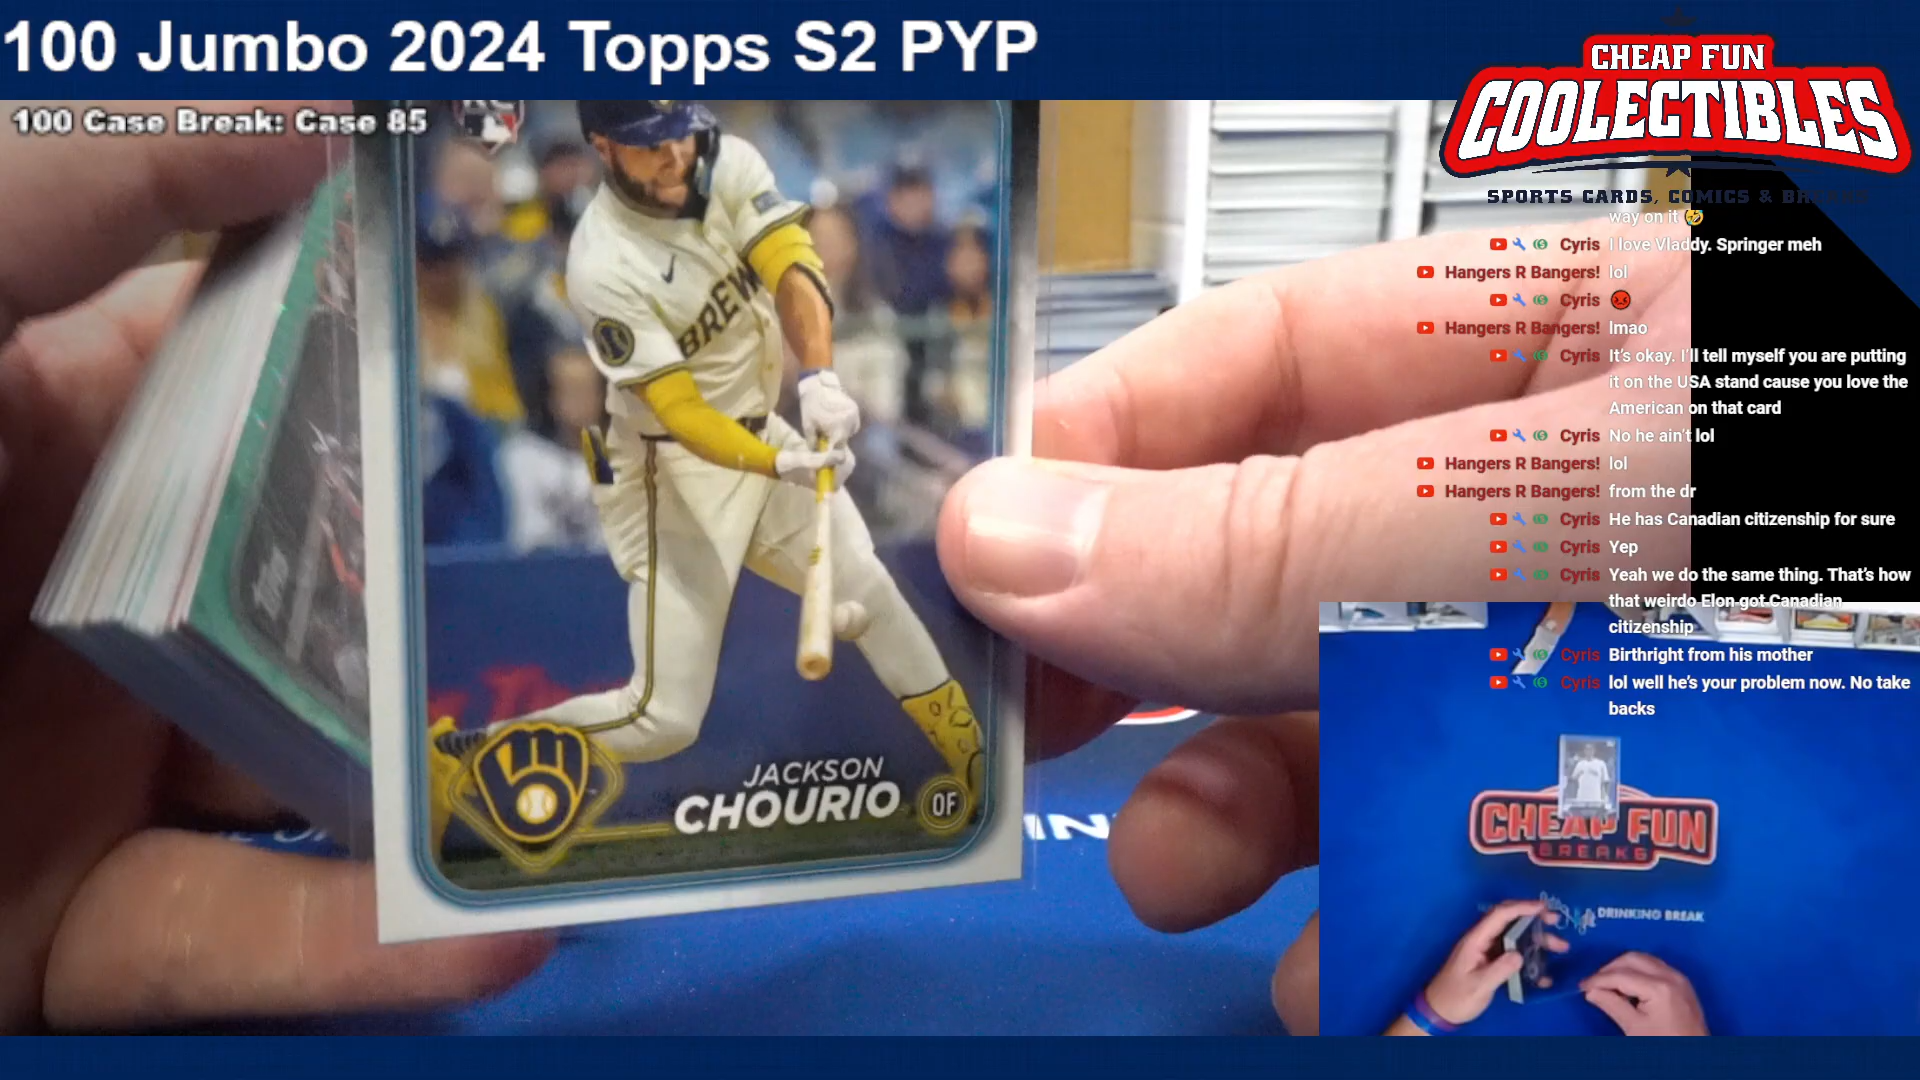 100 Jumbo 2024 Topps S2 PYP
100 Case Break: Case 85
CHEAP FUN
COOLECTIBLES
SPORTS CARDS, COMICS & BR
way on it 🤣
Cyris I love Vladdy. Springer meh
Hangers R Bangers! lol
Cyris 😡
Hangers R Bangers! lmao
Cyris It's okay. I'll tell myself you are putting
it on the USA stand cause you love the
American on that card
Cyris No he ain't lol
Hangers R Bangers! lol
Hangers R Bangers! from the dr
Cyris He has Canadian citizenship for sure
Cyris Yep
Cyris Yeah we do the same thing. That's how
that weirdo Elon got Canadian
citizenship
Cyris Birthright from his mother
Cyris lol well he's your problem now. No take
backs
RC
BREW
JACKSON
CHOURIO OF
CHEAP FUN
BREAKS
DRINKING BREAK